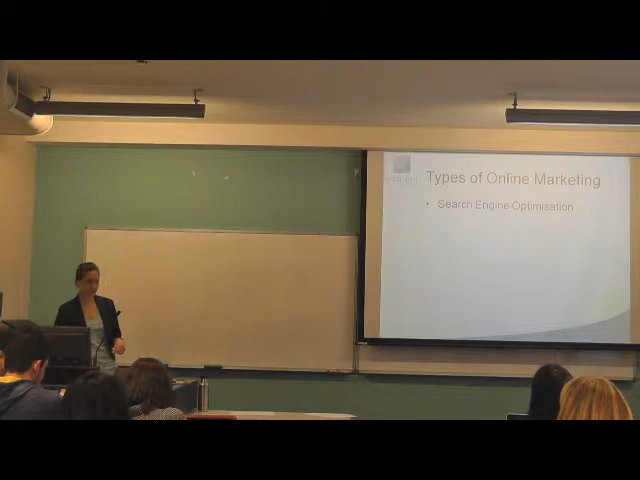 Types of Online Marketing
• Search Engine Optimisation